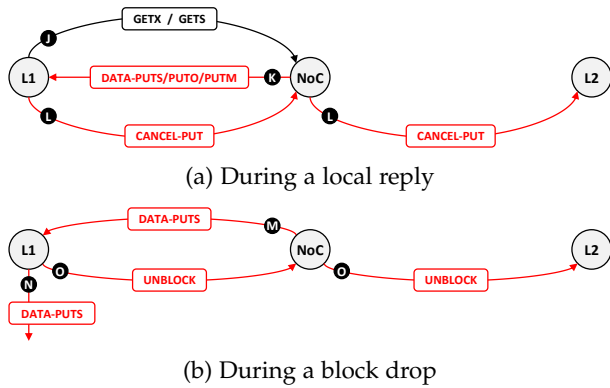 GETX / GETS
J
L1
DATA-PUTS/PUTO/PUTM
K
NoC
L2
L
CANCEL-PUT
L
CANCEL-PUT
(a) During a local reply
DATA-PUTS
M
L1
NoC
L2
N
O
UNBLOCK
O
UNBLOCK
DATA-PUTS
(b) During a block drop